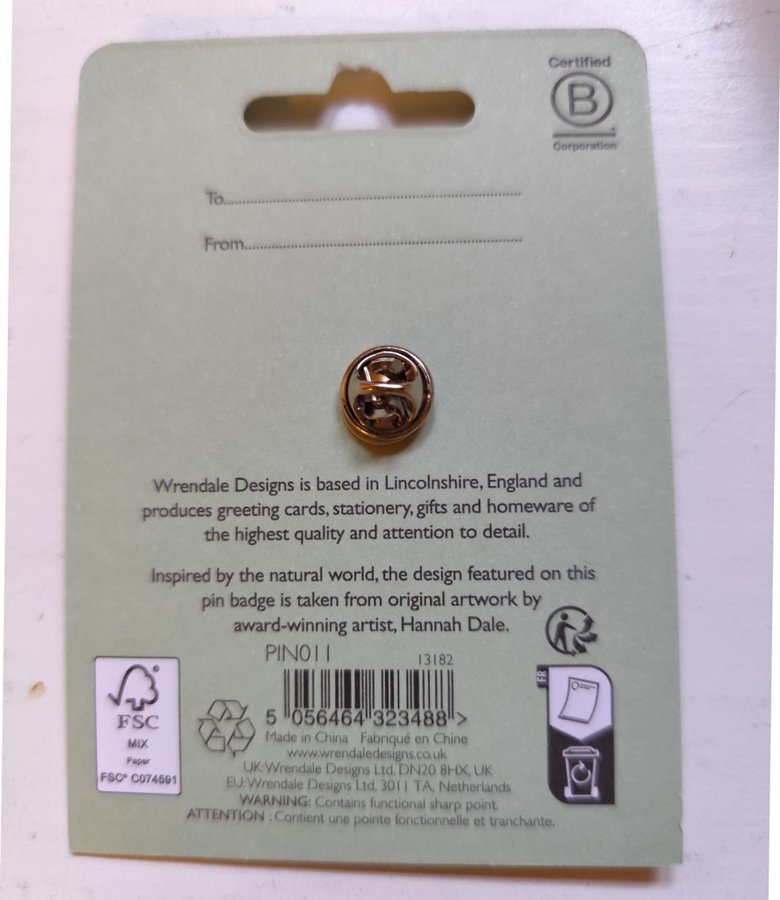 Certified
B
Corporation
To
From
Wrendale Designs is based in Lincolnshire, England and
produces greeting cards, stationery, gifts and homeware of
the highest quality and attention to detail.
Inspired by the natural world, the design featured on this
pin badge is taken from original artwork by
award-winning artist, Hannah Dale.
PIN011 13182
5 056464 323488 >
Made in China Fabriqué en Chine
www.wrendaledesigns.co.uk
UK: Wrendale Designs Ltd, DN20 8HX, UK
EU: Wrendale Designs Ltd, 3011 TA, Netherlands
WARNING: Contains functional sharp point.
ATTENTION : Contient une pointe fonctionnelle et tranchante.
FSC
MIX
Paper
FSC® C074591
FR